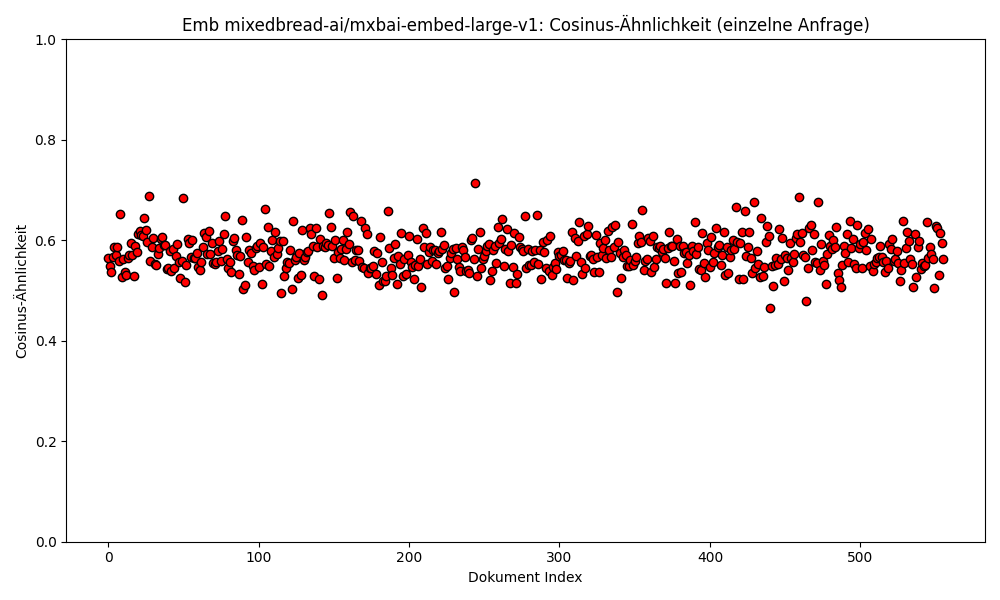 Emb mixedbread-ai/mxbai-embed-large-v1: Cosinus-Ähnlichkeit (einzelne Anfrage)
1.0
0.8
0.6
0.4
0.2
0.0
Cosinus-Ähnlichkeit
0 100 200 300 400 500
Dokument Index